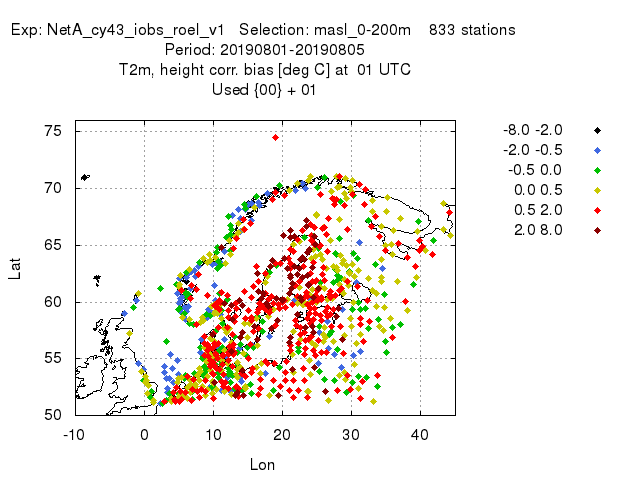 Exp: NetA_cy43_iobs_roel_v1 Selection: masl_0-200m 833 stations
Period: 20190801-20190805
T2m, height corr. bias [deg C] at 01 UTC
Used {00} + 01
-8.0 -2.0
-2.0 -0.5
-0.5 0.0
0.0 0.5
0.5 2.0
2.0 8.0
75
70
65
60
55
50
Lat
-10 0 10 20 30 40
Lon